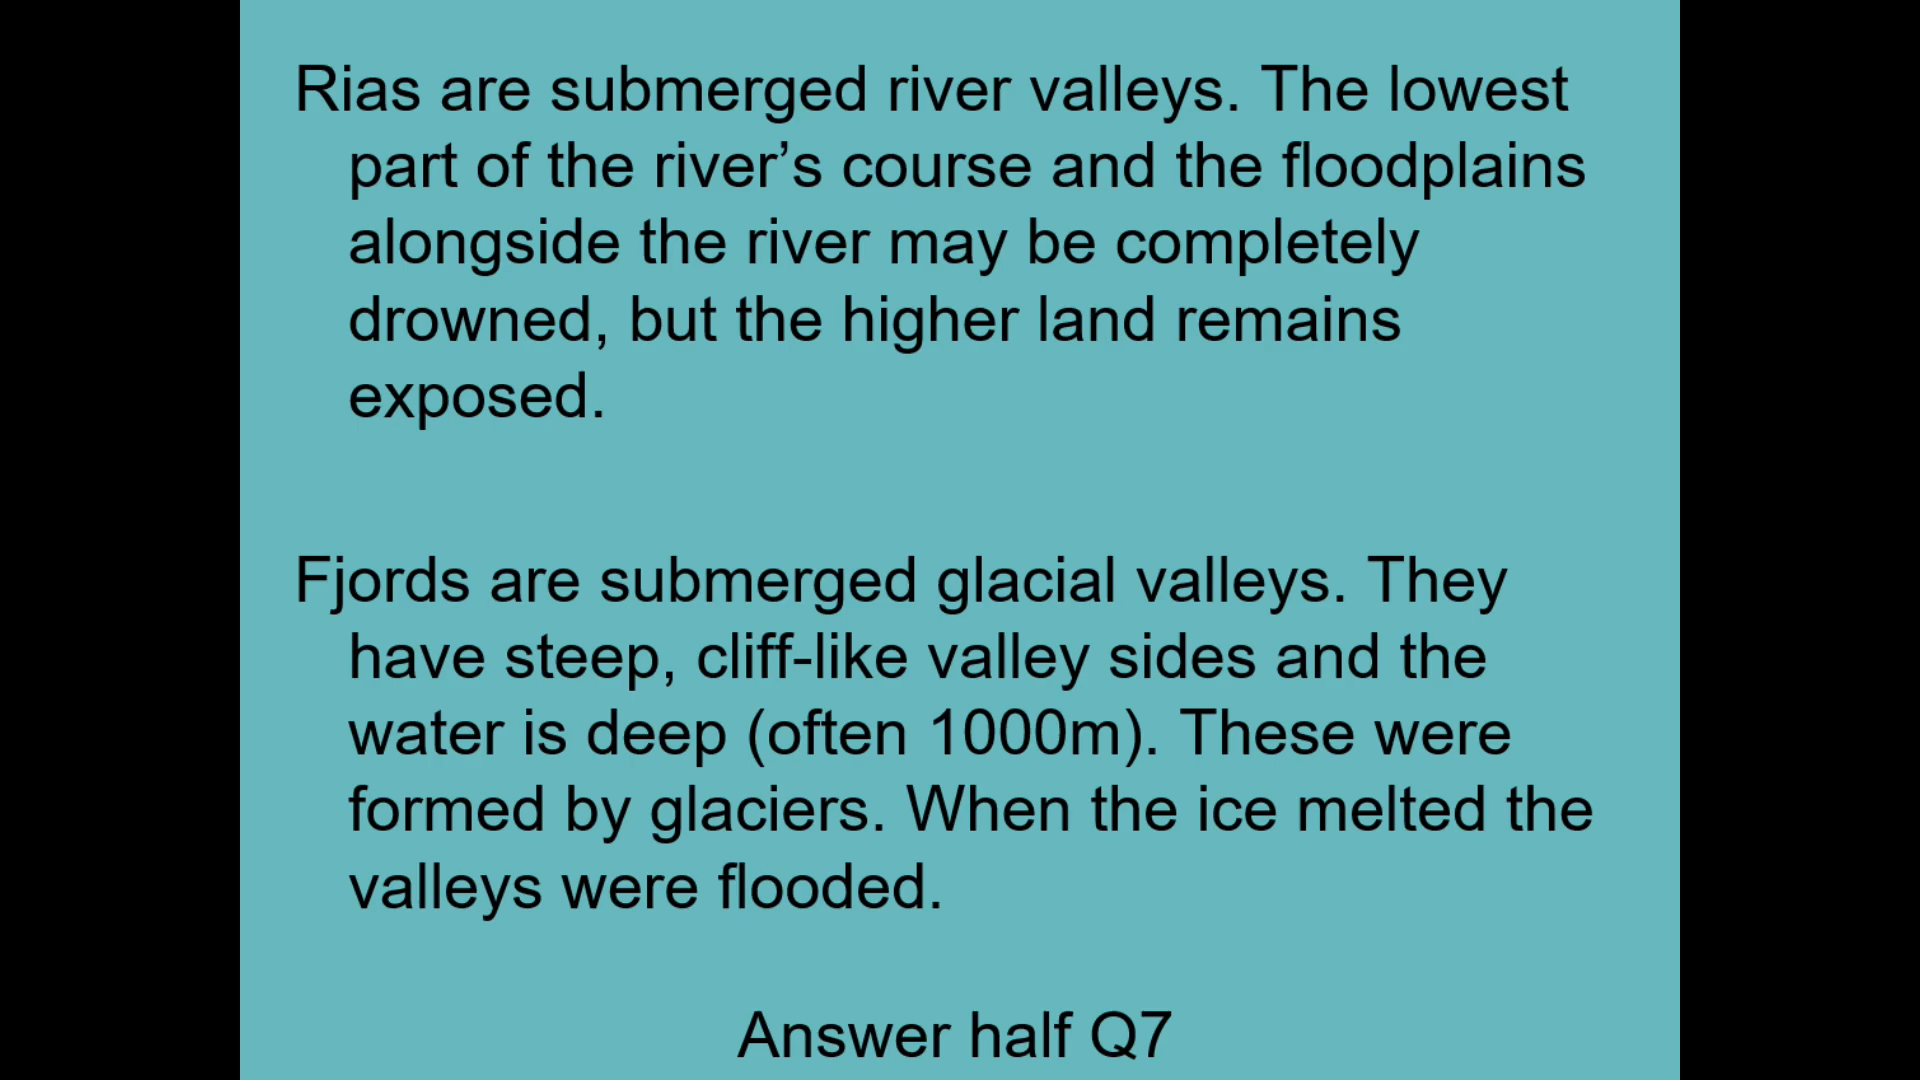 Rias are submerged river valleys. The lowest
part of the river’s course and the floodplains
alongside the river may be completely
drowned, but the higher land remains
exposed.
Fjords are submerged glacial valleys. They
have steep, cliff-like valley sides and the
water is deep (often 1000m). These were
formed by glaciers. When the ice melted the
valleys were flooded.
Answer half Q7